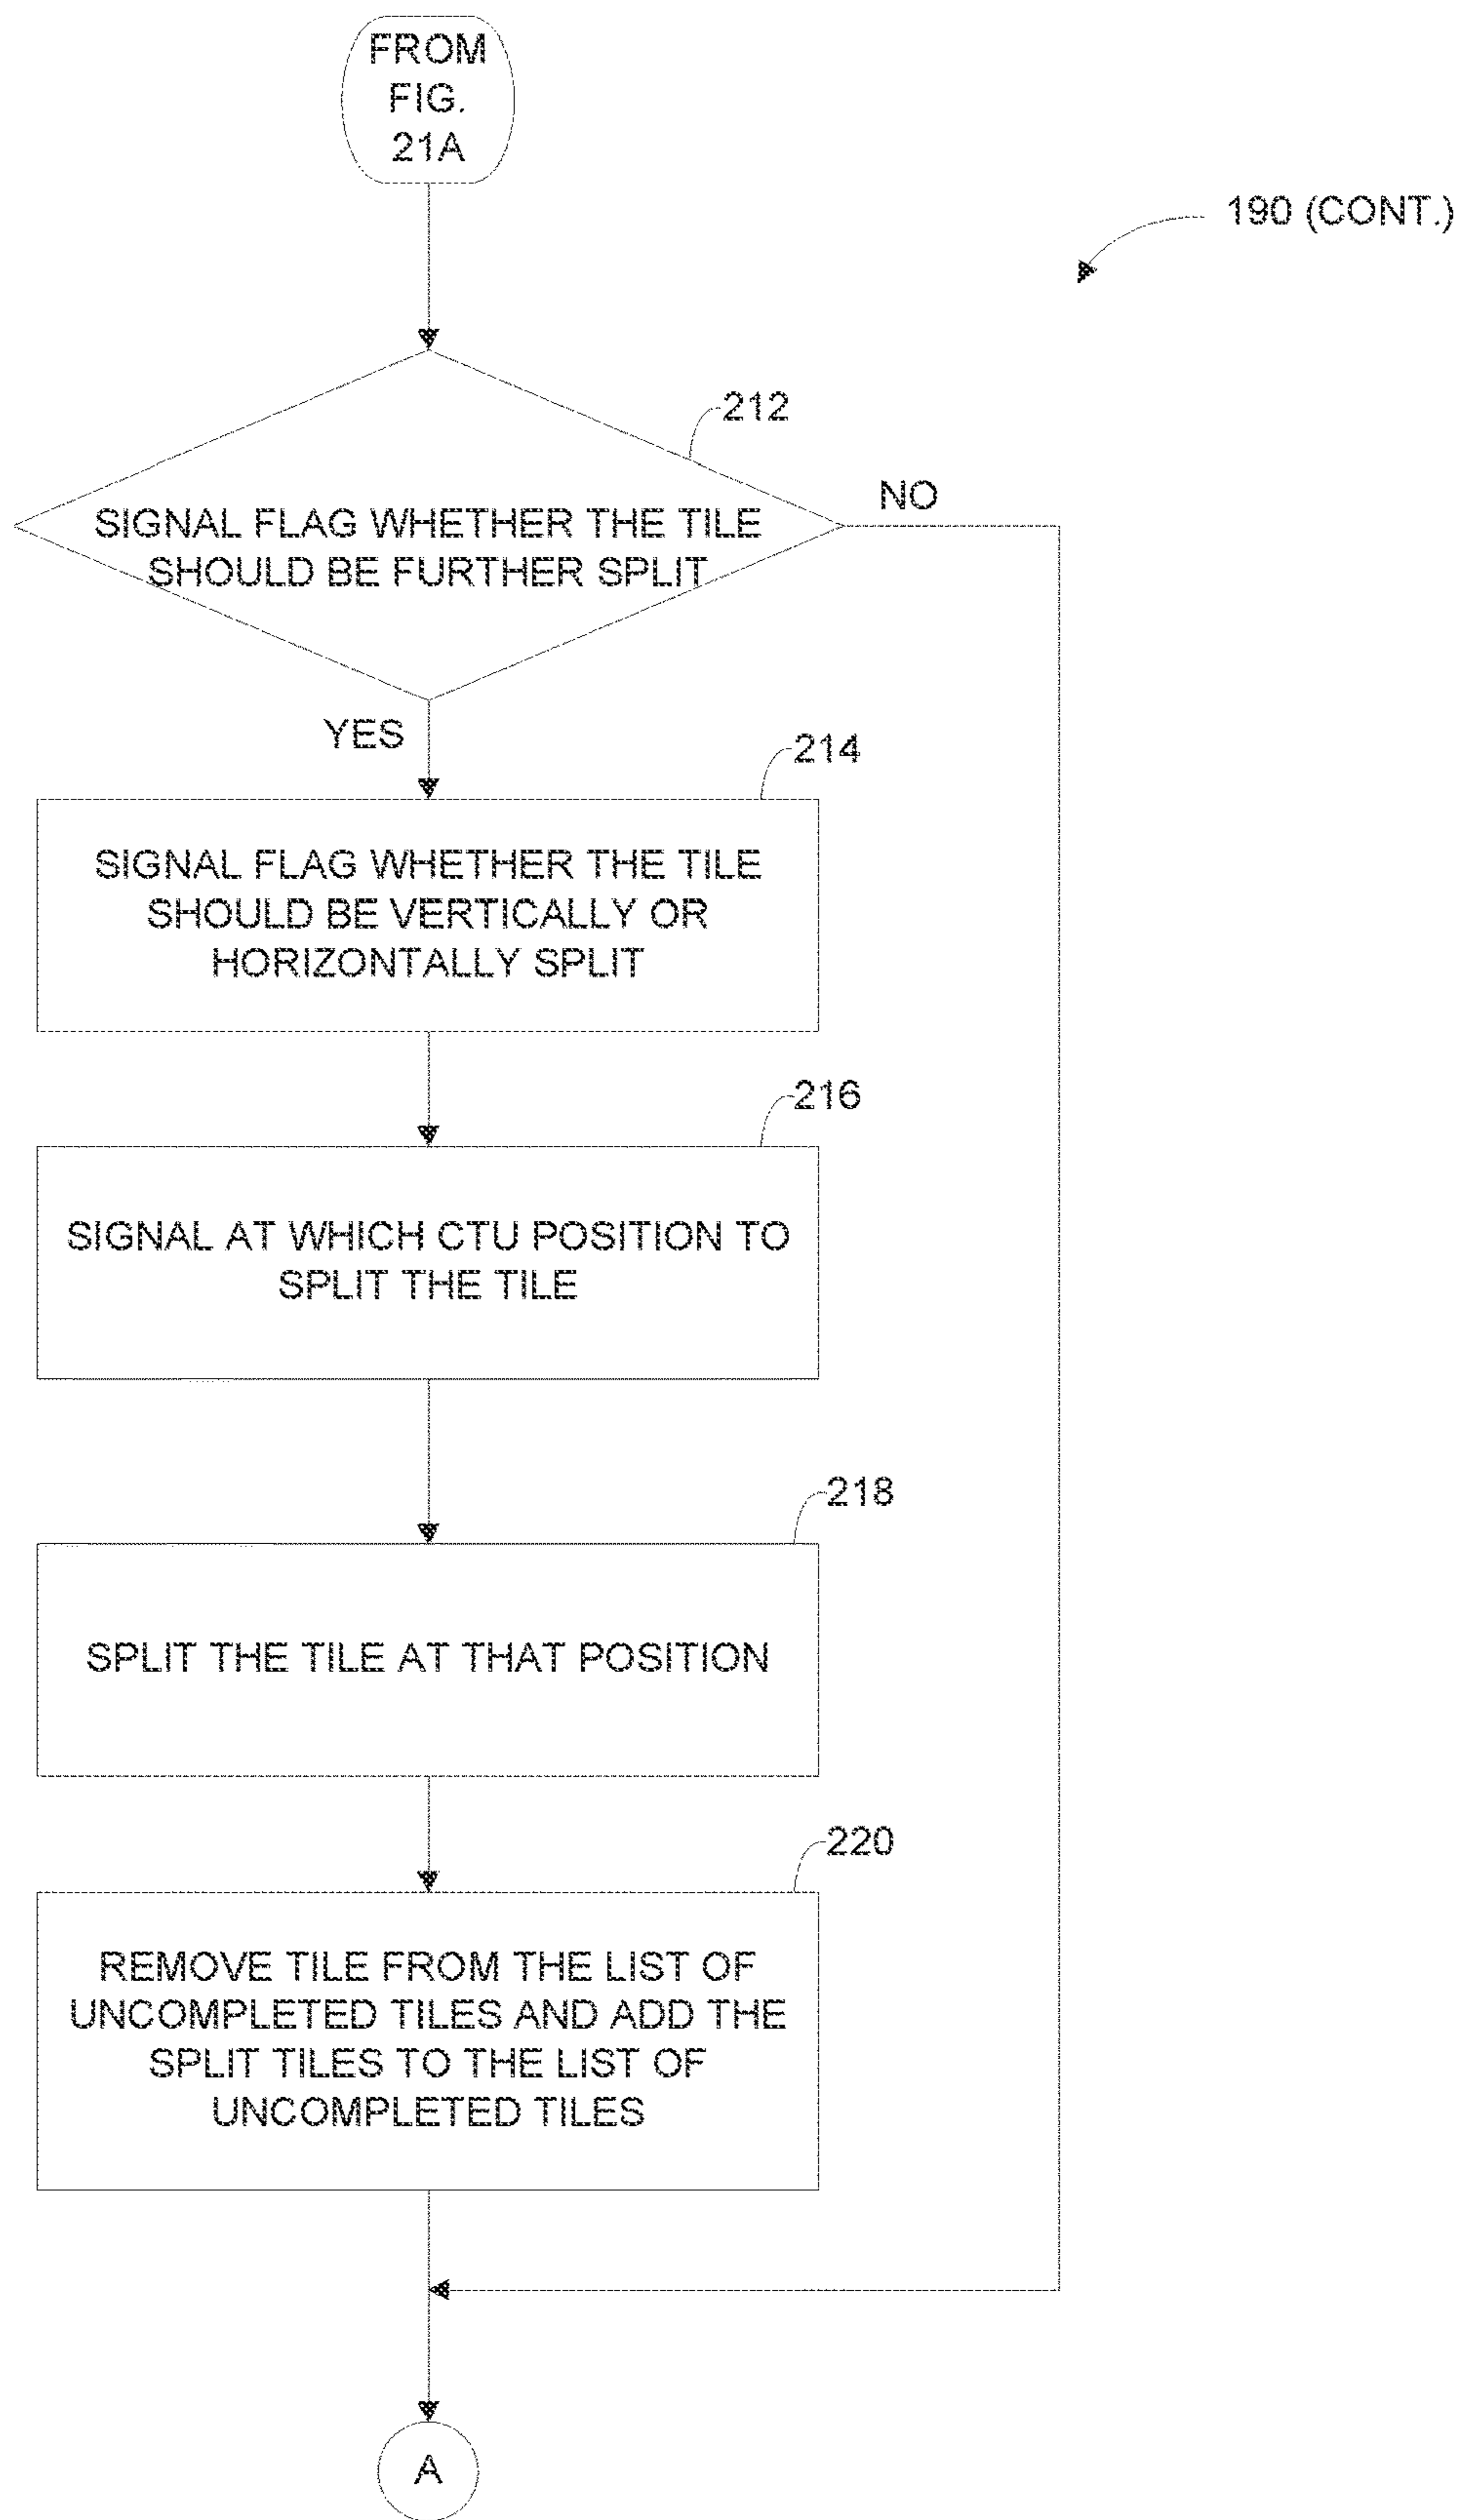 FROM
FIG.
21A
190 (CONT.)
212
NO
SIGNAL FLAG WHETHER THE TILE
SHOULD BE FURTHER SPLIT
YES
214
SIGNAL FLAG WHETHER THE TILE
SHOULD BE VERTICALLY OR
HORIZONTALLY SPLIT
216
SIGNAL AT WHICH CTU POSITION TO
SPLIT THE TILE
218
SPLIT THE TILE AT THAT POSITION
220
REMOVE TILE FROM THE LIST OF
UNCOMPLETED TILES AND ADD THE
SPLIT TILES TO THE LIST OF
UNCOMPLETED TILES
A